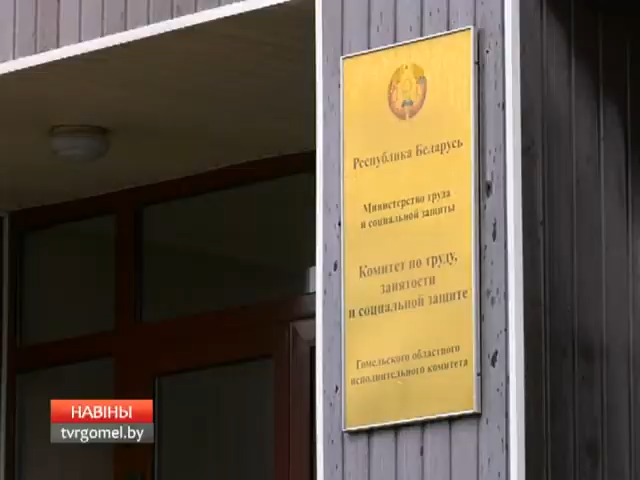 Республика Беларусь
Министерство труда
и социальной защиты
Комитет по труду,
занятости
и социальной защите
Гомельского областного
исполнительного комитета
НАВІНЫ
tvrgomel.by